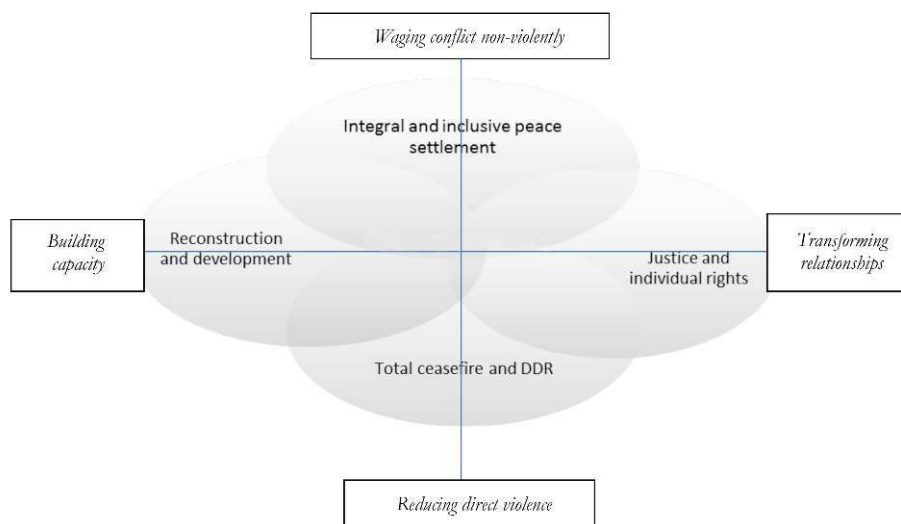 Waging conflict non-violently
Integral and inclusive peace
settlement
Building
capacity
Reconstruction
and development
Justice and
individual rights
Transforming
relationships
Total ceasefire and DDR
Reducing direct violence